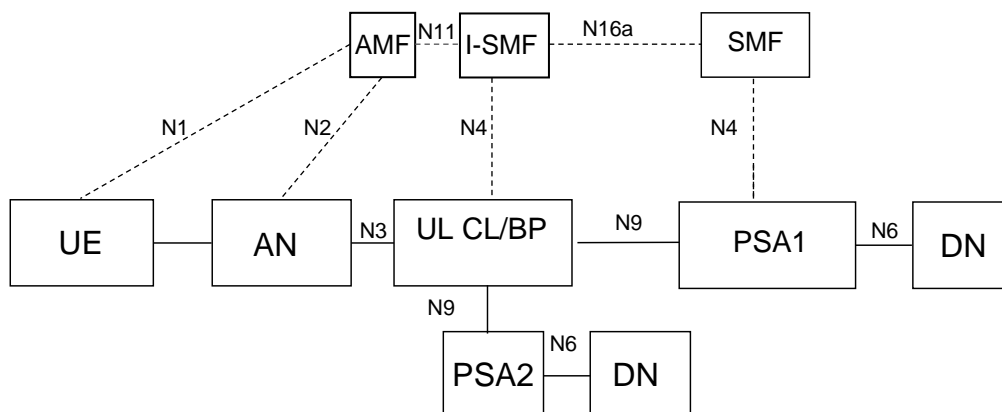 N11
N16a
AMF
I-SMF
SMF
N1
N2
N4
N4
UE
AN
N3
UL CL/BP
N9
PSA1
N6
DN
N9
N6
PSA2
DN